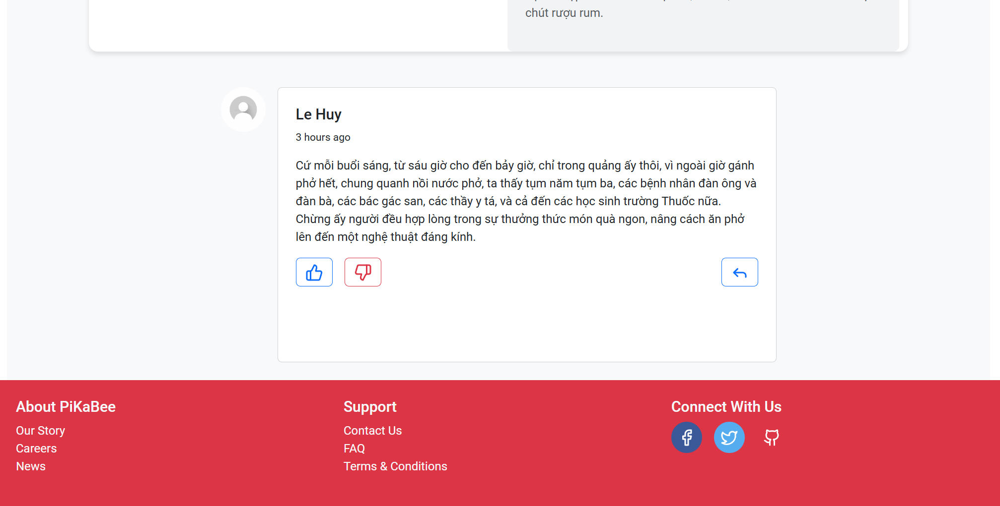 chút rượu rum.
Le Huy
3 hours ago
Cứ mỗi buổi sáng, từ sáu giờ cho đến bảy giờ, chỉ trong quảng ấy thôi, vì ngoài giờ gánh
phở hết, chung quanh nồi nước phở, ta thấy tụm năm tụm ba, các bệnh nhân đàn ông và
đàn bà, các bác gác san, các thầy y tá, và cả đến các học sinh trường Thuốc nữa.
Chừng ấy người đều hợp lòng trong sự thưởng thức món quà ngon, nâng cách ăn phở
lên đến một nghệ thuật đáng kính.
About PiKaBee
Our Story
Careers
News
Support
Contact Us
FAQ
Terms & Conditions
Connect With Us